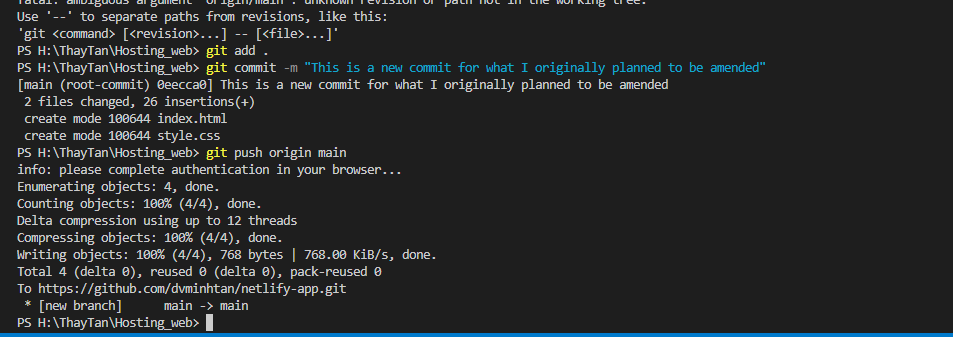 fatal: ambiguous argument 'origin/main': unknown revision or path not in the working tree.
Use '--' to separate paths from revisions, like this:
'git <command> [<revision>...] -- [<file>...]'
PS H:\ThayTan\Hosting_web> git add .
PS H:\ThayTan\Hosting_web> git commit -m "This is a new commit for what I originally planned to be amended"
[main (root-commit) 0eecca0] This is a new commit for what I originally planned to be amended
 2 files changed, 26 insertions(+)
 create mode 100644 index.html
 create mode 100644 style.css
PS H:\ThayTan\Hosting_web> git push origin main
info: please complete authentication in your browser...
Enumerating objects: 4, done.
Counting objects: 100% (4/4), done.
Delta compression using up to 12 threads
Compressing objects: 100% (4/4), done.
Writing objects: 100% (4/4), 768 bytes | 768.00 KiB/s, done.
Total 4 (delta 0), reused 0 (delta 0), pack-reused 0
To https://github.com/dvminhtan/netlify-app.git
 * [new branch]      main -> main
PS H:\ThayTan\Hosting_web>